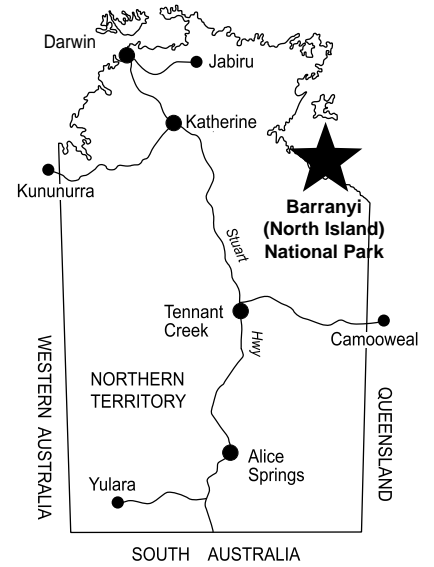 Darwin
Jabiru
Katherine
Kununurra
Barranyi
(North Island)
National Park
Stuart
Tennant
Creek
Hwy
Camooweal
WESTERN AUSTRALIA
NORTHERN
TERRITORY
QUEENSLAND
Alice
Springs
Yulara
SOUTH AUSTRALIA